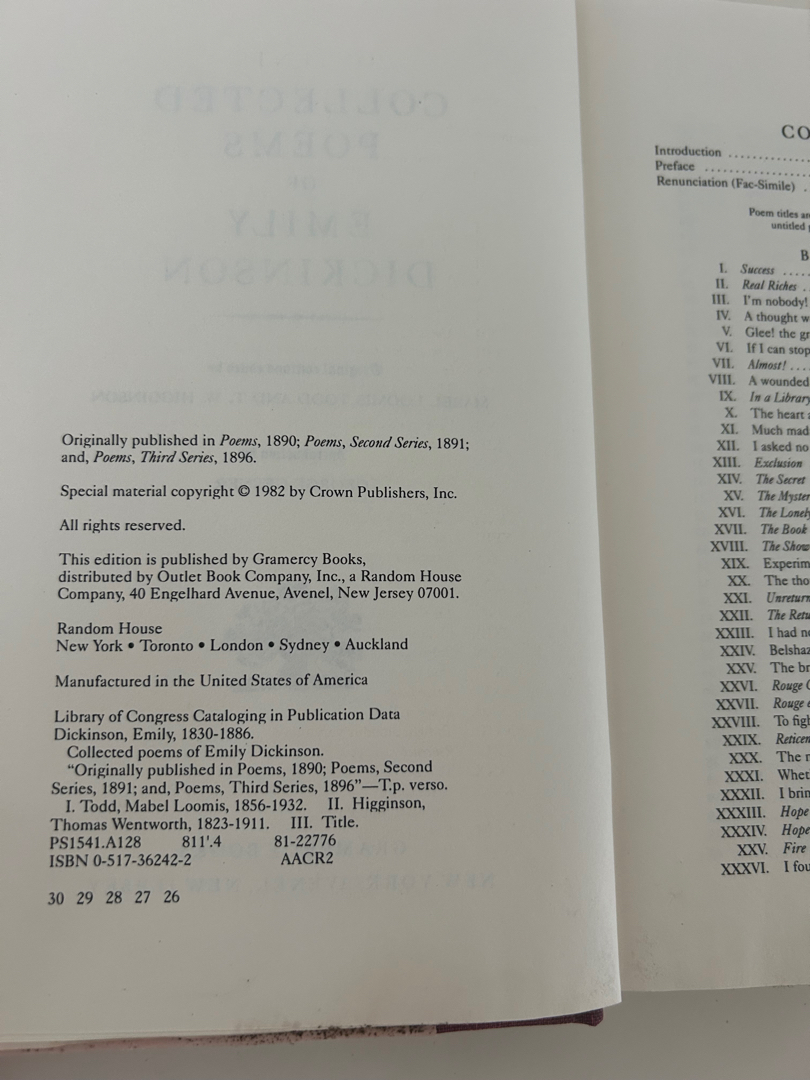 Originally published in Poems, 1890; Poems, Second Series, 1891;
and, Poems, Third Series, 1896.
Special material copyright © 1982 by Crown Publishers, Inc.
All rights reserved.
This edition is published by Gramercy Books,
distributed by Outlet Book Company, Inc., a Random House
Company, 40 Engelhard Avenue, Avenel, New Jersey 07001.
Random House
New York • Toronto • London • Sydney • Auckland
Manufactured in the United States of America
Library of Congress Cataloging in Publication Data
Dickinson, Emily, 1830-1886.
Collected poems of Emily Dickinson.
“Originally published in Poems, 1890; Poems, Second
Series, 1891; and, Poems, Third Series, 1896”—T.p. verso.
I. Todd, Mabel Loomis, 1856-1932. II. Higginson,
Thomas Wentworth, 1823-1911. III. Title.
PS1541.A128 811'.4 81-22776
ISBN 0-517-36242-2 AACR2
30 29 28 27 26
CO
Introduction
Preface
Renunciation (Fac-Simile)
Poem titles
untitled
B
I. Success
II. Real Riches
III. I'm nobody!
IV. A thought w
V. Glee! the gr
VI. If I can stop
VII. Almost!
VIII. A wounded
IX. In a Library
X. The heart
XI. Much mad
XII. I asked no
XIII. Exclusion
XIV. The Secret
XV. The Myster
XVI. The Lonel
XVII. The Book
XVIII. The Show
XIX. Experim
XX. The tho
XXI. Unreturn
XXII. The Retu
XXIII. I had n
XXIV. Belshaz
XXV. The br
XXVI. Rouge
XXVII. Rouge
XXVIII. To figh
XXIX. Reticen
XXX. The
XXXI. Whet
XXXII. I brin
XXXIII. Hope
XXXIV. Hope
XXV. Fire
XXXVI. I fou